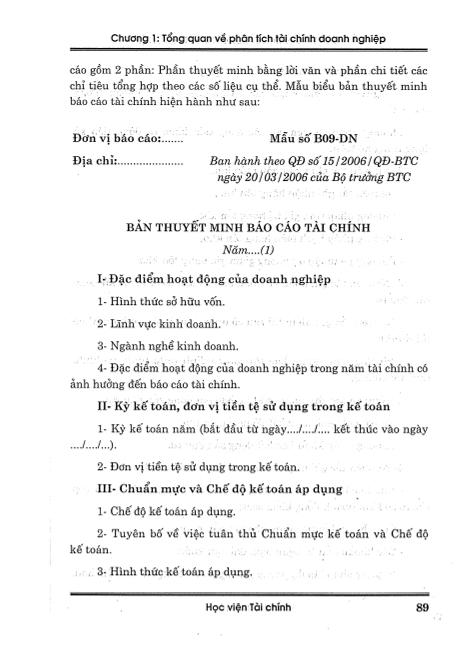 Chương 1: Tổng quan về phân tích tài chính doanh nghiệp
cáo gồm 2 phần: Phần thuyết minh bằng lời văn và phần chi tiết các
chỉ tiêu tổng hợp theo các số liệu cụ thể. Mẫu biểu bản thuyết minh
báo cáo tài chính hiện hành như sau:
Đơn vị báo cáo:....... Mẫu số B09-DN
Địa chỉ:.................. Ban hành theo QĐ số 15/2006/QĐ-BTC
ngày 20/03/2006 của Bộ trưởng BTC
BẢN THUYẾT MINH BÁO CÁO TÀI CHÍNH
Năm....(1)
I- Đặc điểm hoạt động của doanh nghiệp
1- Hình thức sở hữu vốn.
2- Lĩnh vực kinh doanh.
3- Ngành nghề kinh doanh.
4- Đặc điểm hoạt động của doanh nghiệp trong năm tài chính có
ảnh hưởng đến báo cáo tài chính.
II- Kỳ kế toán, đơn vị tiền tệ sử dụng trong kế toán
1- Kỳ kế toán năm (bắt đầu từ ngày..../..../.... kết thúc vào ngày
..../..../...).
2- Đơn vị tiền tệ sử dụng trong kế toán.
III- Chuẩn mực và Chế độ kế toán áp dụng
1- Chế độ kế toán áp dụng.
2- Tuyên bố về việc tuân thủ Chuẩn mực kế toán và Chế độ
kế toán.
3- Hình thức kế toán áp dụng.
Học viện Tài chính 89